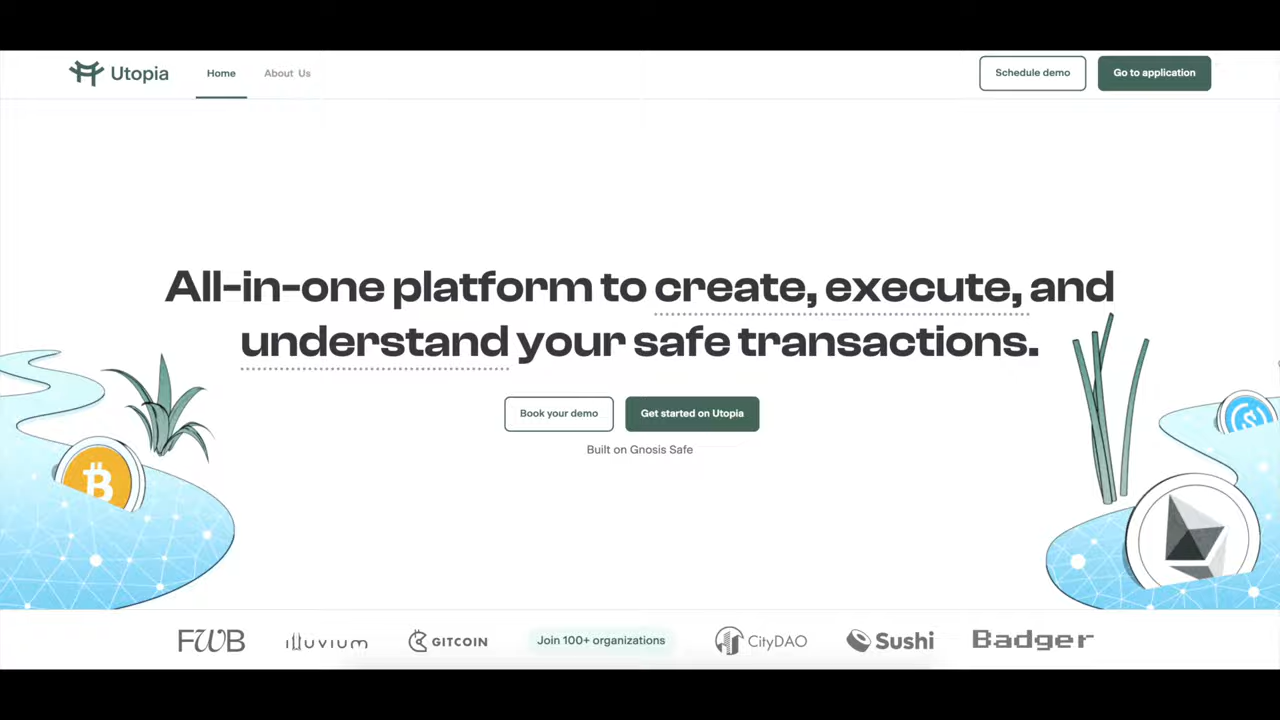 Utopia
Home
About Us
Schedule demo
Go to application
All-in-one platform to create, execute, and
understand your safe transactions.
Book your demo
Get started on Utopia
Built on Gnosis Safe
FWB
illuvium
GITCOIN
Join 100+ organizations
CityDAO
Sushi
Badger